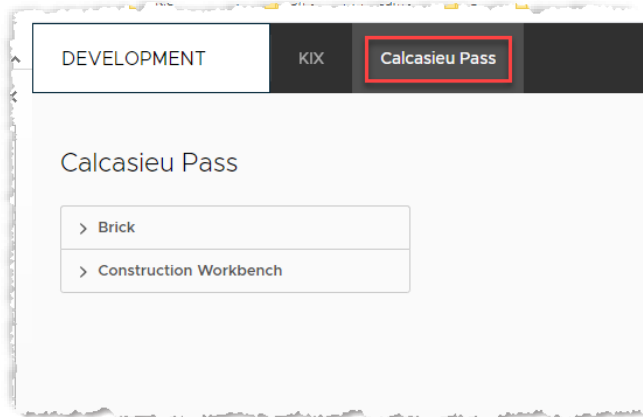 DEVELOPMENT KIX Calcasieu Pass
Calcasieu Pass
Brick
Construction Workbench